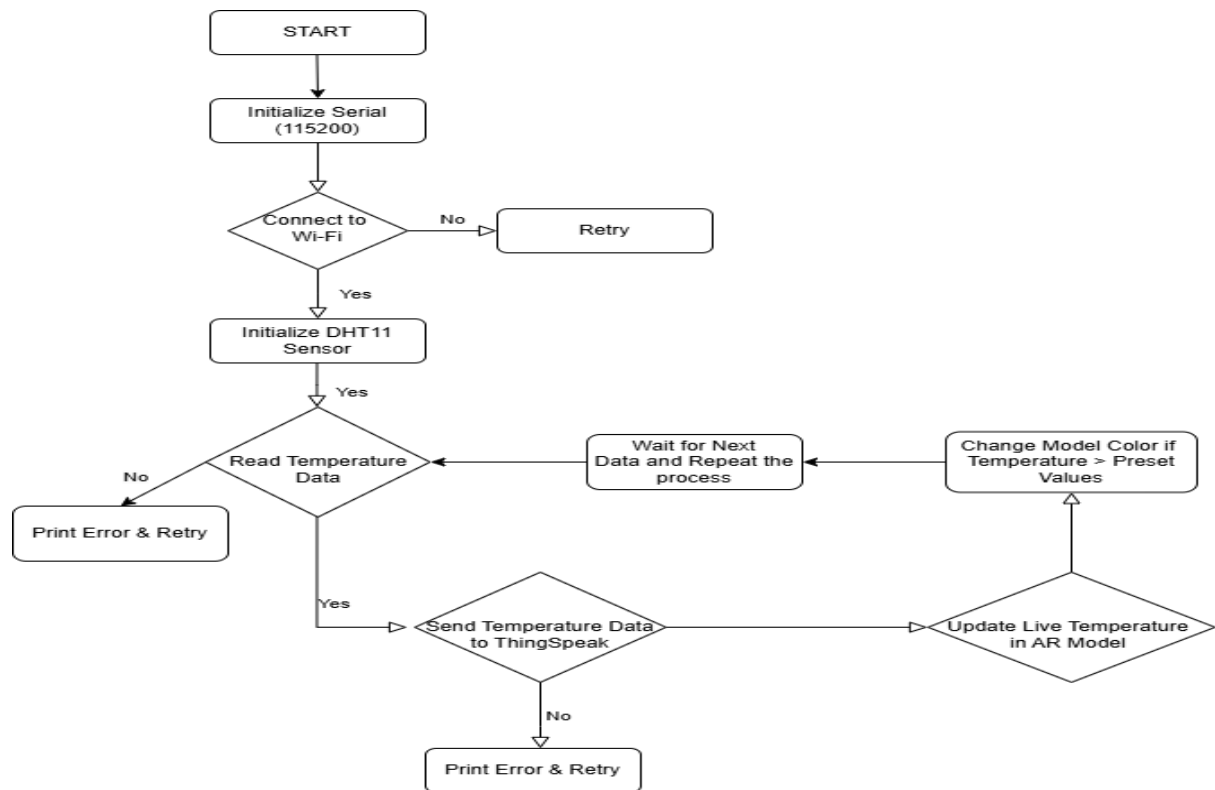 START
Initialize Serial
(115200)
Connect to
Wi-Fi
No
Retry
Yes
Initialize DHT11
Sensor
Yes
Read Temperature
Data
Wait for Next
Data and Repeat the
process
Change Model Color if
Temperature > Preset
Values
No
Print Error & Retry
Yes
Send Temperature Data
to ThingSpeak
Update Live Temperature
in AR Model
No
Print Error & Retry